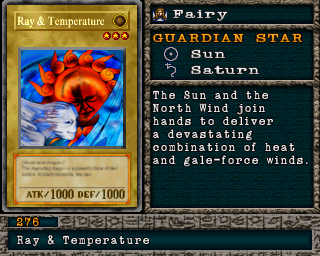 Ray & Temperature
ATK/1000 DEF/1000
Fairy
GUARDIAN STAR
Sun
Saturn
The Sun and the
North Wind join
hands to deliver
a devastating
combination of heat
and gale-force winds.
276
Ray & Temperature